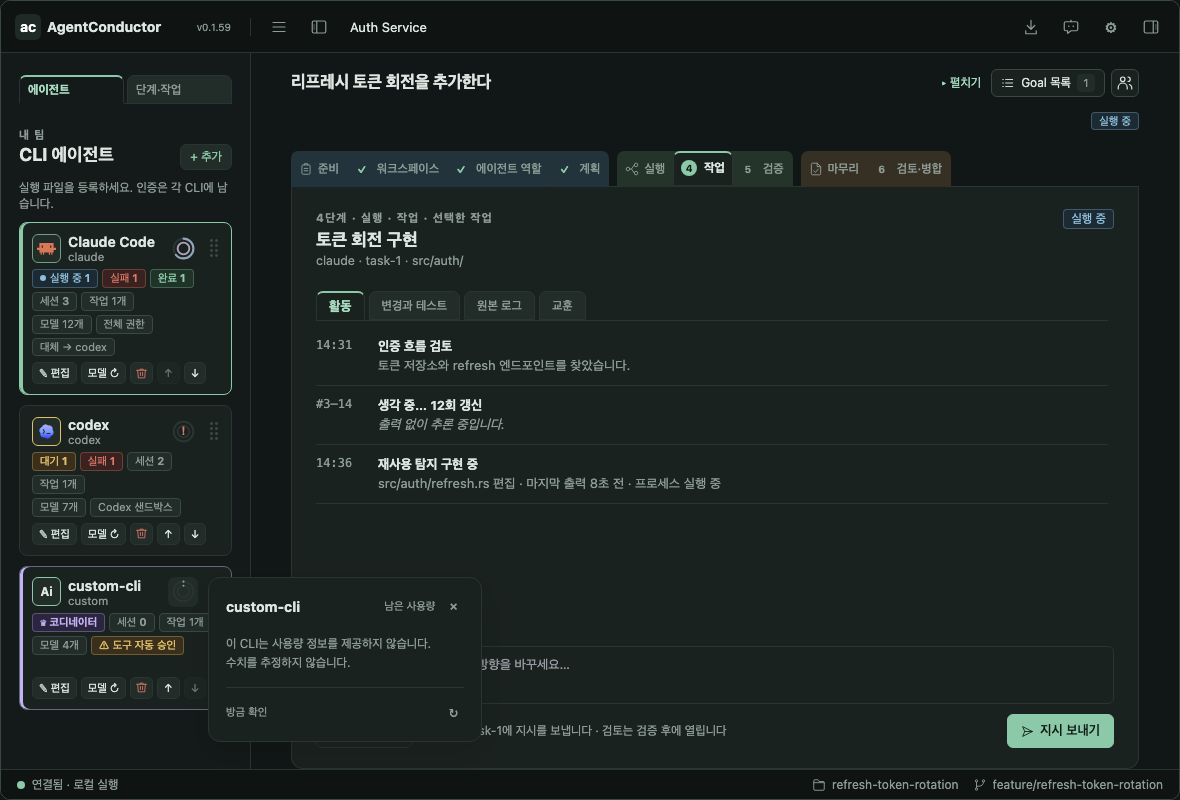 ac AgentConductor v0.1.59 Auth Service
에이전트 단계·작업
내 팀
CLI 에이전트 + 추가
실행 파일을 등록하세요. 인증은 각 CLI에 남
습니다.
Claude Code
claude
실행 중 1 실패 1 완료 1
세션 3 작업 1개
모델 12개 전체 권한
대체 → codex
✎ 편집 모델 ↻ ↑ ↓
codex
codex
대기 1 실패 1 세션 2
작업 1개
모델 7개 Codex 샌드박스
✎ 편집 모델 ↻ ↑ ↓
Ai custom-cli
custom
♛ 코디네이터 세션 0 작업 1개
모델 4개 ⚠ 도구 자동 승인
✎ 편집 모델 ↻ ↑ ↓
custom-cli 남은 사용량 ×
이 CLI는 사용량 정보를 제공하지 않습니다.
수치를 추정하지 않습니다.
방금 확인 ↻
리프레시 토큰 회전을 추가한다
▸ 펼치기 Goal 목록 1
실행 중
준비 ✓ 워크스페이스 ✓ 에이전트 역할 ✓ 계획 실행 4 작업 5 검증 마무리 6 검토·병합
4단계 · 실행 · 작업 · 선택한 작업
실행 중
토큰 회전 구현
claude · task-1 · src/auth/
활동 변경과 테스트 원본 로그 교훈
14:31 인증 흐름 검토
토큰 저장소와 refresh 엔드포인트를 찾았습니다.
#3–14 생각 중… 12회 갱신
출력 없이 추론 중입니다.
14:36 재사용 탐지 구현 중
src/auth/refresh.rs 편집 · 마지막 출력 8초 전 · 프로세스 실행 중
방향을 바꾸세요…
sk-1에 지시를 보냅니다 · 검토는 검증 후에 열립니다
지시 보내기
연결됨 · 로컬 실행 refresh-token-rotation feature/refresh-token-rotation